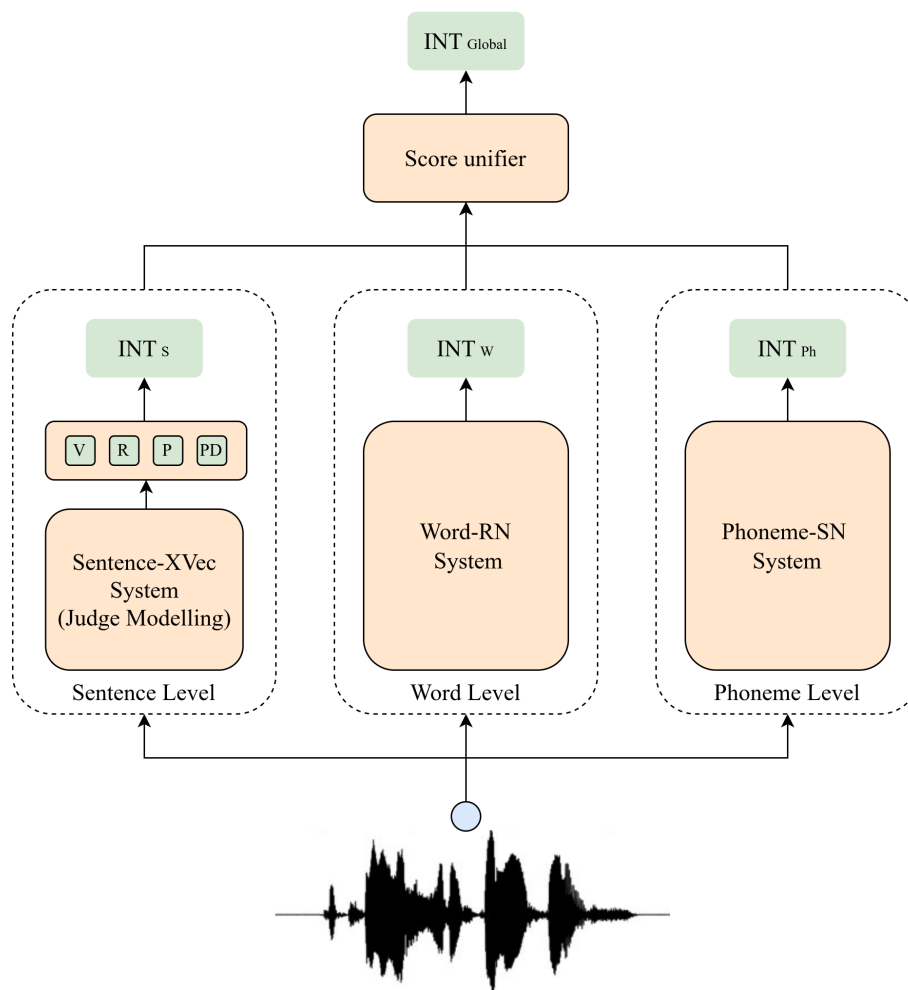 INT Global
Score unifier
INT S
V R P PD
Sentence-XVec
System
(Judge Modelling)
Sentence Level
INT W
Word-RN
System
Word Level
INT Ph
Phoneme-SN
System
Phoneme Level